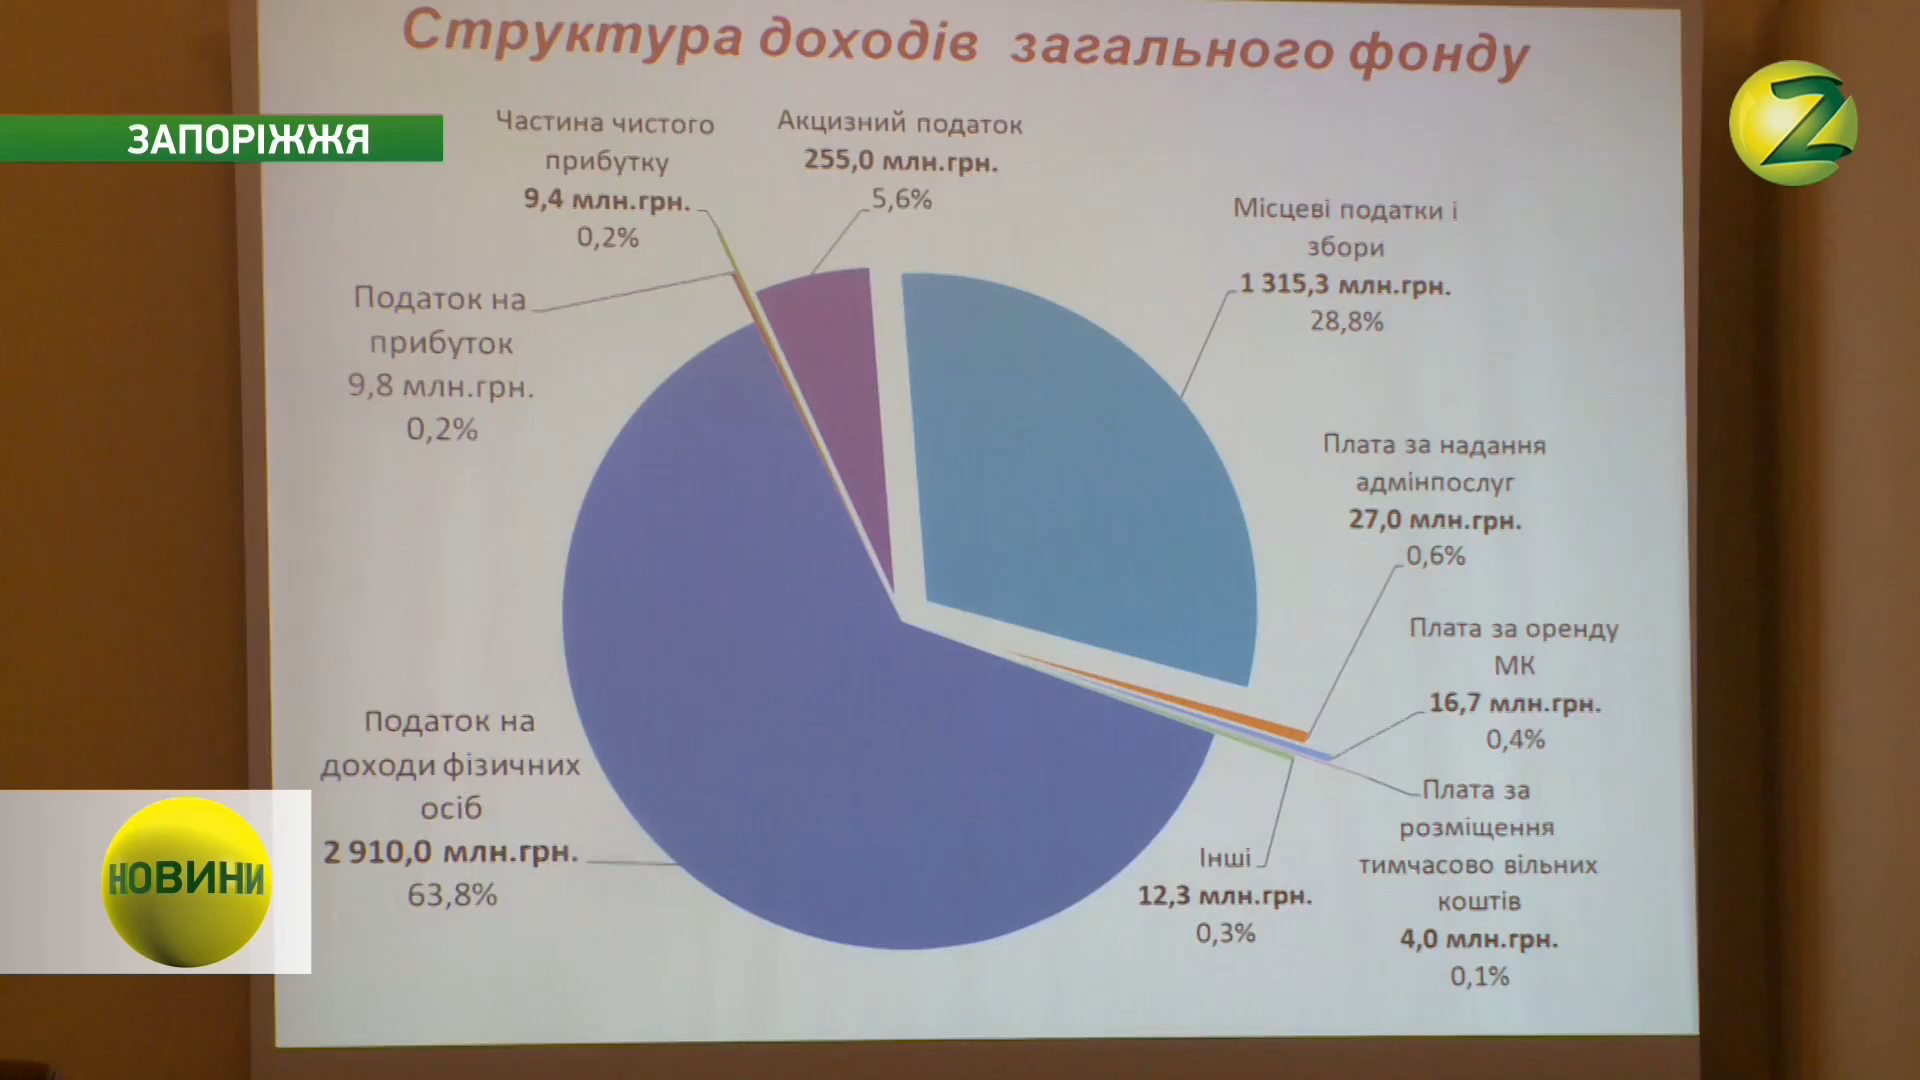 Структура доходів загального фонду
ЗАПОРІЖЖЯ
Z
Частина чистого
прибутку
9,4 млн.грн.
0,2%
Акцизний податок
255,0 млн.грн.
5,6%
Місцеві податки і
збори
1 315,3 млн.грн.
28,8%
Податок на
прибуток
9,8 млн.грн.
0,2%
Плата за надання
адмінпослуг
27,0 млн.грн.
0,6%
Плата за оренду
МК
16,7 млн.грн.
0,4%
Податок на
доходи фізичних
осіб
2 910,0 млн.грн.
63,8%
Плата за
розміщення
тимчасово вільних
коштів
4,0 млн.грн.
0,1%
Інші
12,3 млн.грн.
0,3%
НОВИНИ